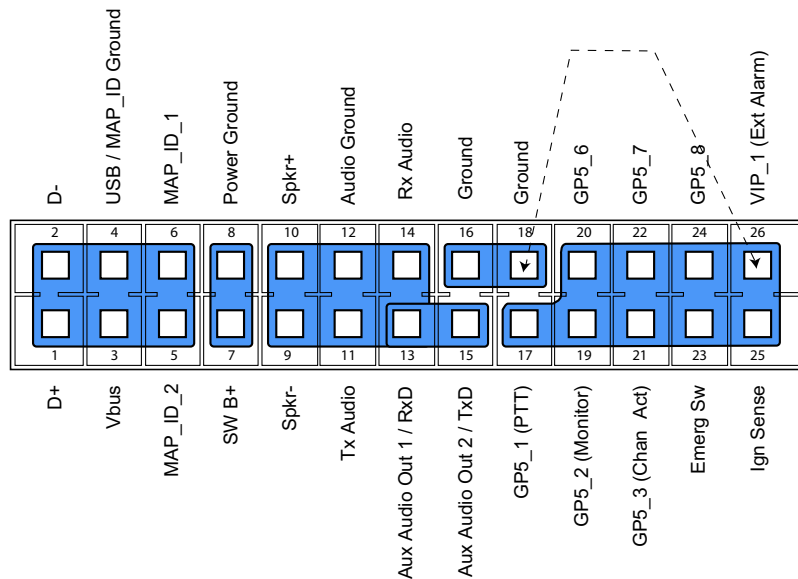 D-
USB / MAP_ID Ground
MAP_ID_1
Power Ground
Spkr+
Audio Ground
Rx Audio
Ground
Ground
GP5_6
GP5_7
GP5_8
VIP_1 (Ext Alarm)
2
4
6
8
10
12
14
16
18
20
22
24
26
1
3
5
7
9
11
13
15
17
19
21
23
25
D+
Vbus
MAP_ID_2
SW B+
Spkr-
Tx Audio
Aux Audio Out 1 / RxD
Aux Audio Out 2 / TxD
GP5_1 (PTT)
GP5_2 (Monitor)
GP5_3 (Chan Act)
Emerg Sw
Ign Sense